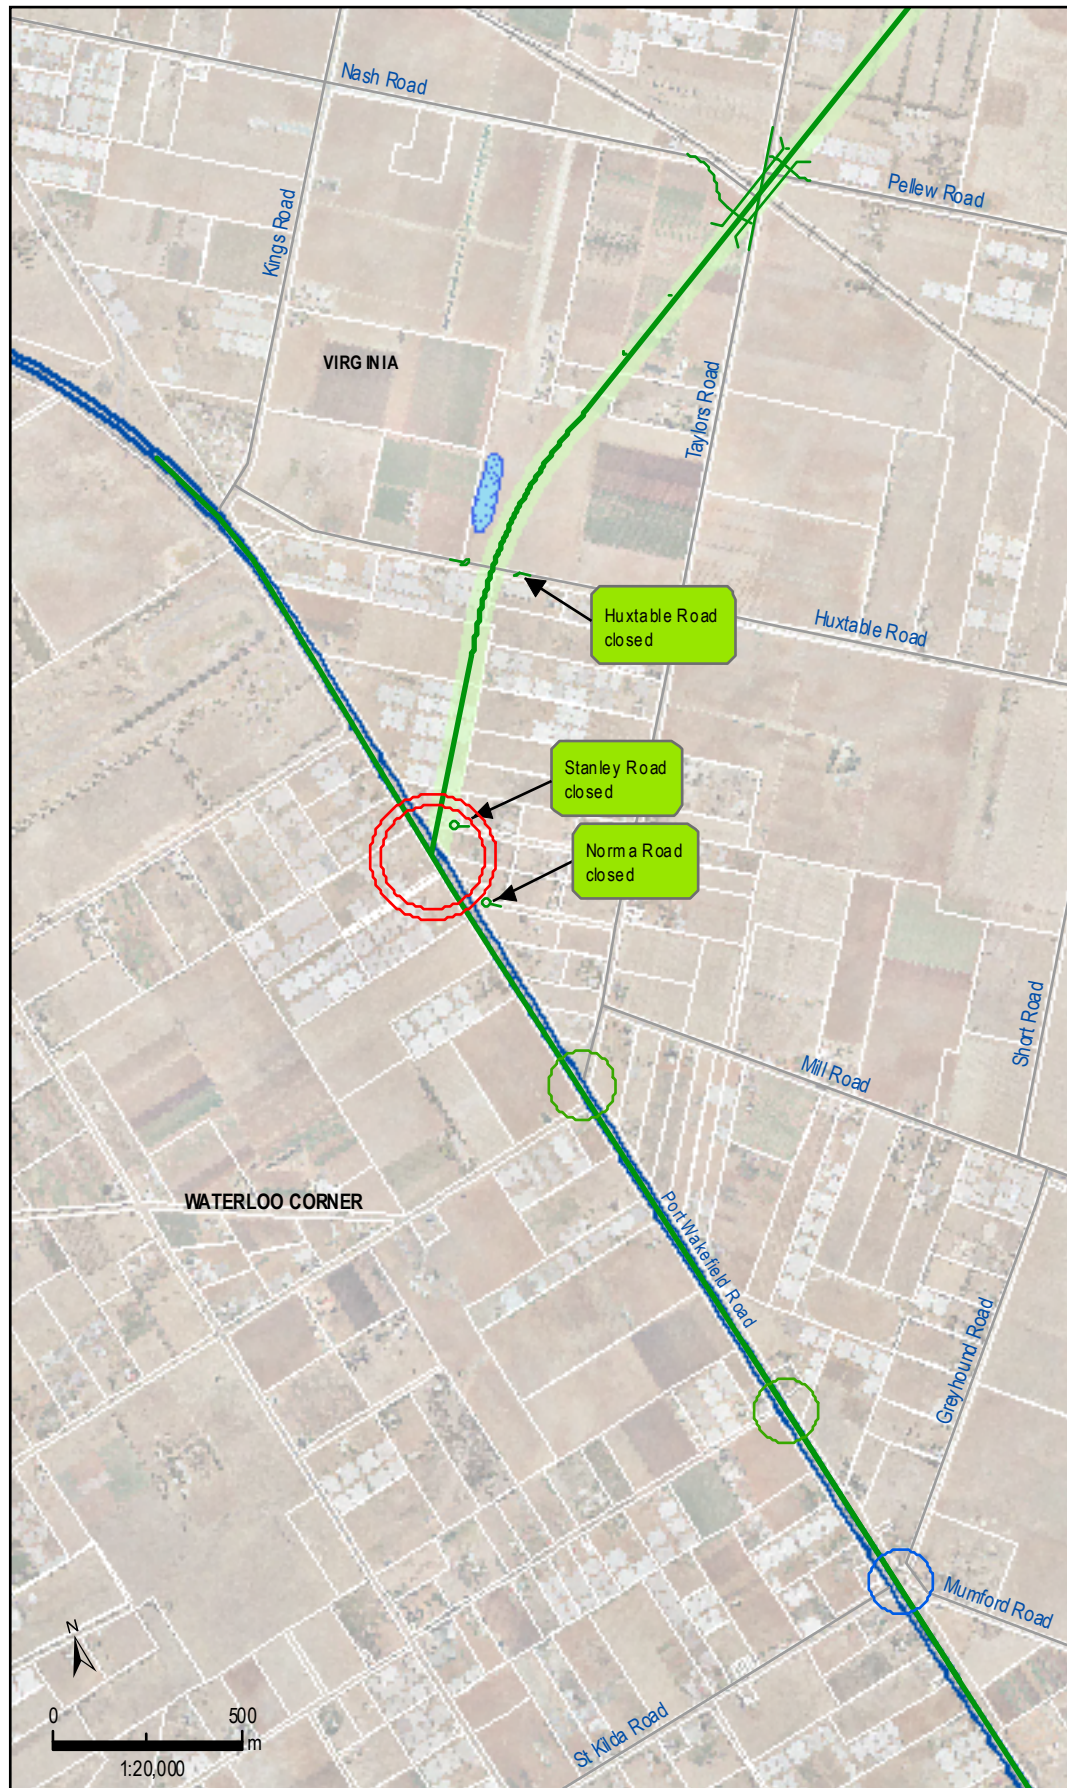 Nash Road
Pellew Road
Kings Road
VIRGINIA
Taylors Road
Huxtable Road
closed
Huxtable Road
Stanley Road
closed
Norma Road
closed
Short Road
Mill Road
WATERLOO CORNER
Port Wakefield Road
Greyhound Road
Mumford Road
N
St Kilda Road
0 500
m
1:20,000